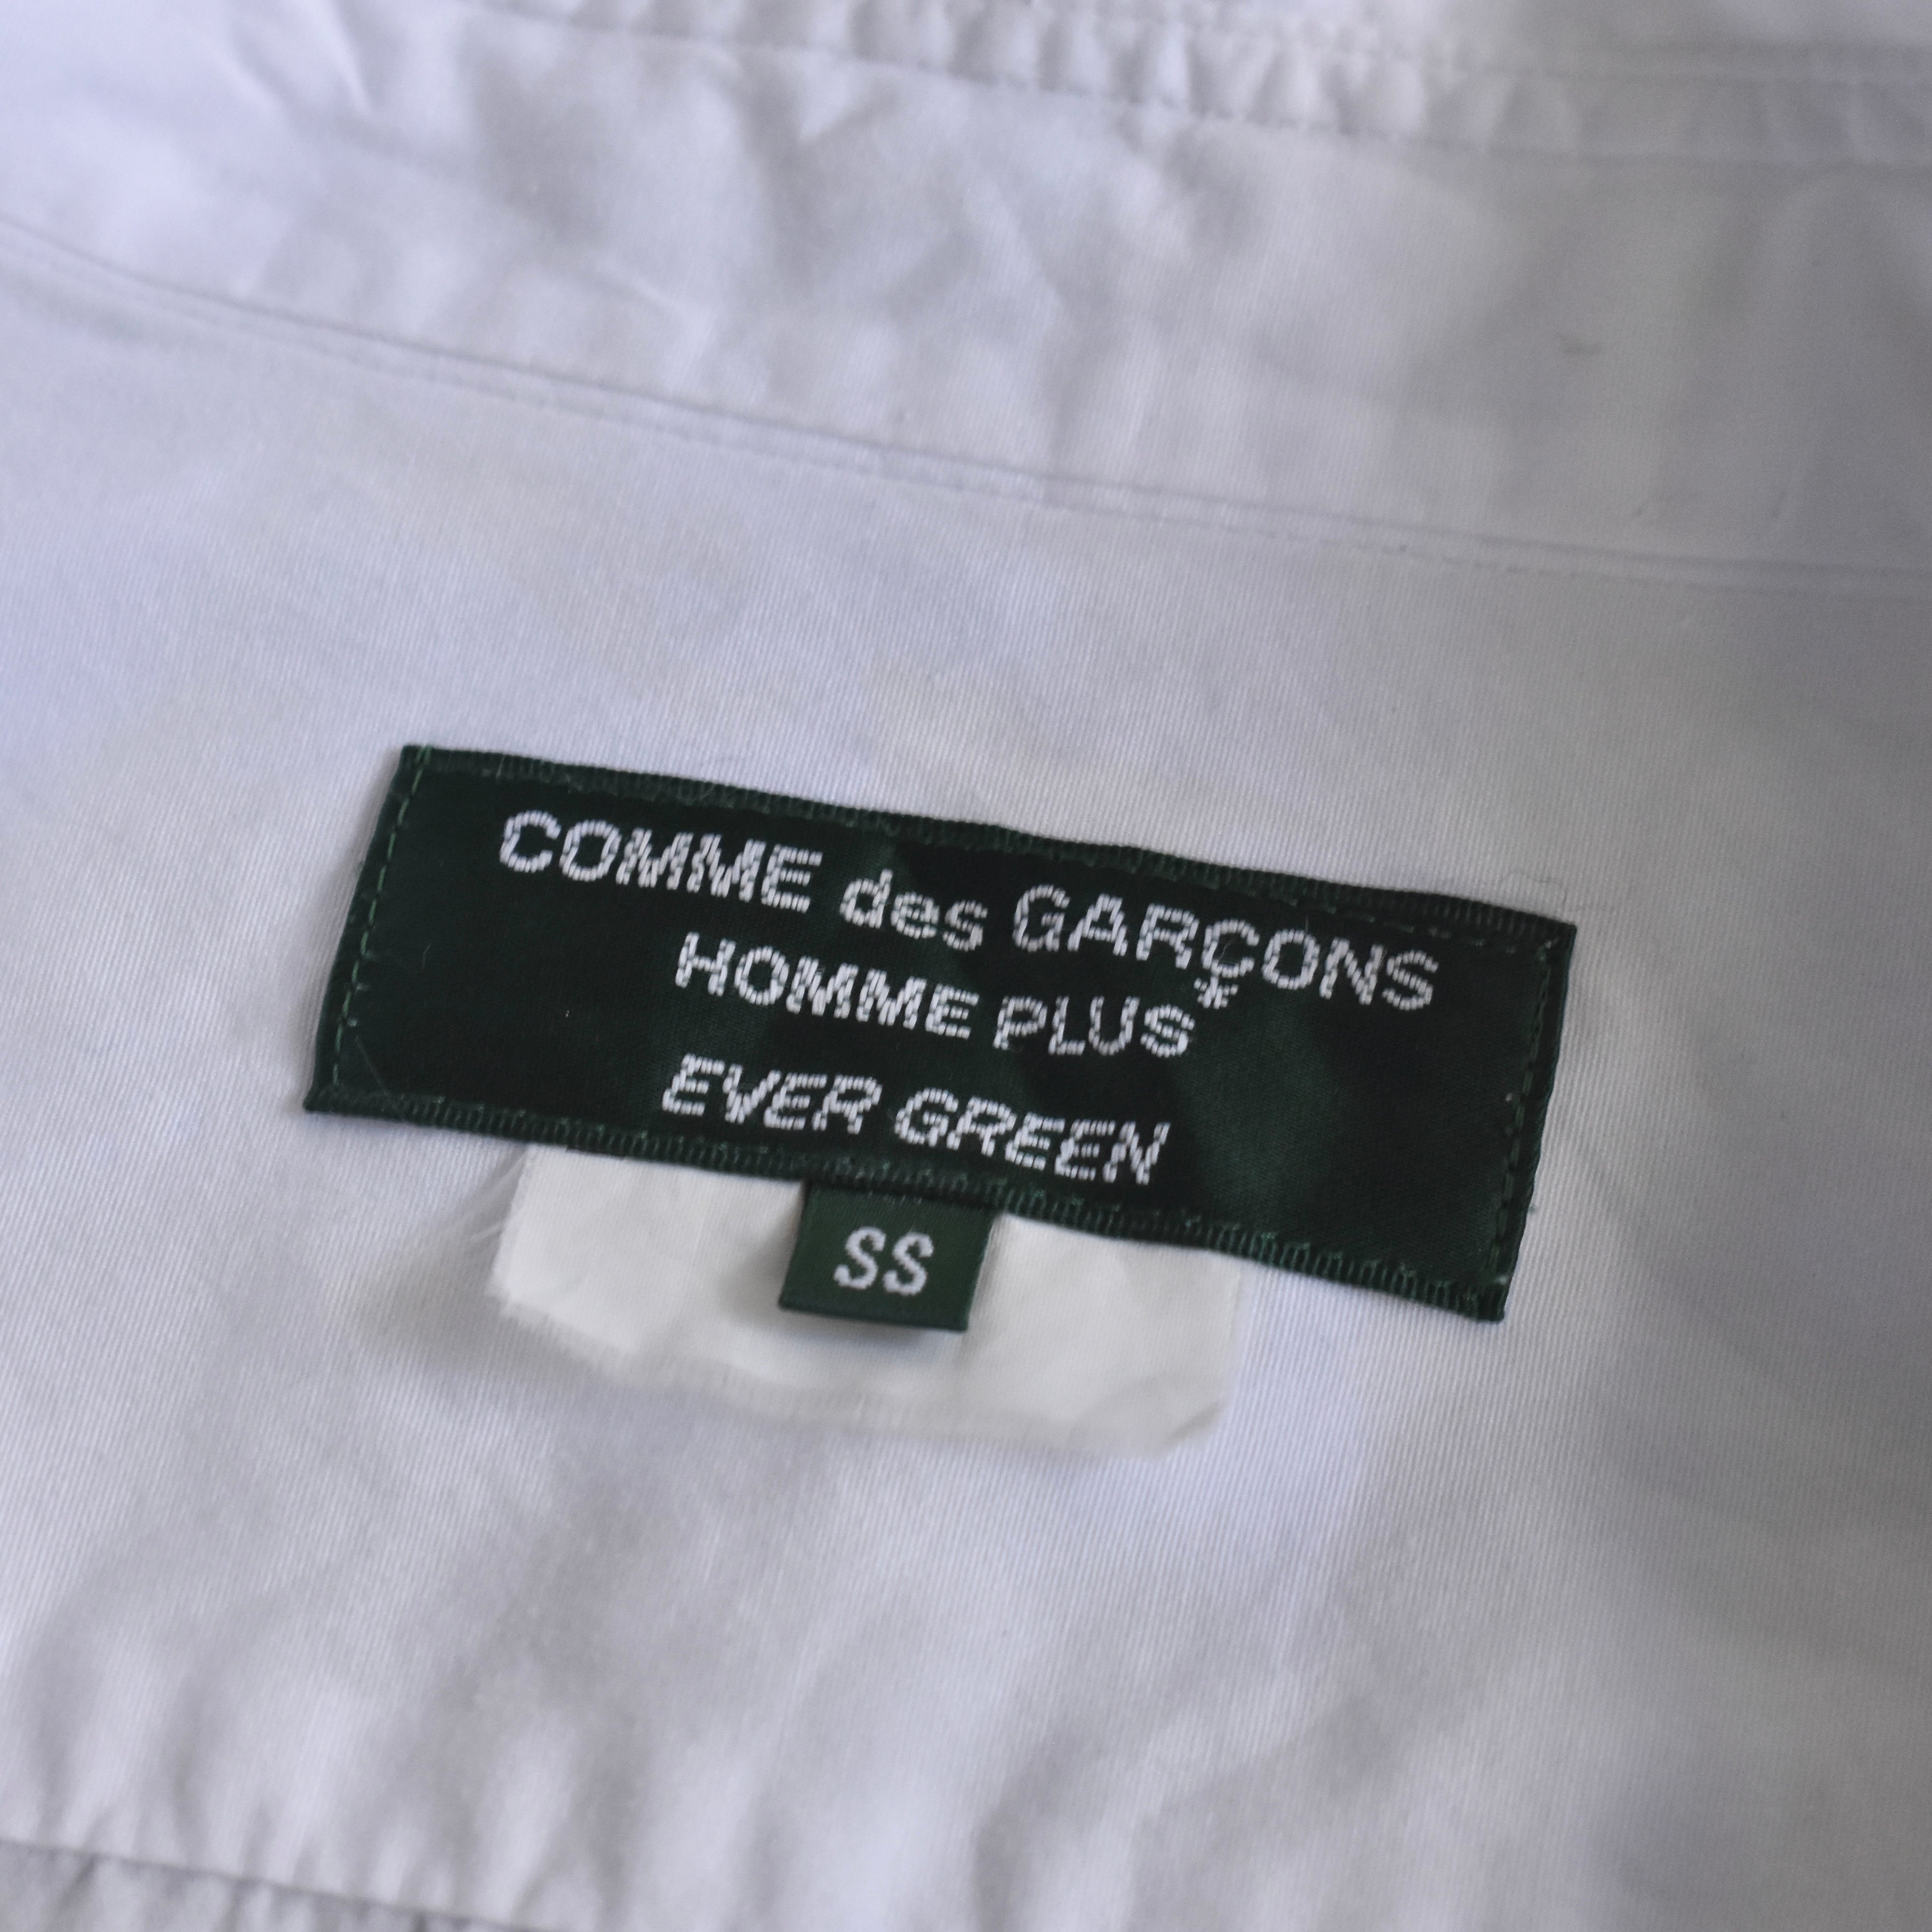 COMME des GARÇONS
HOMME PLUS*
EVER GREEN
SS